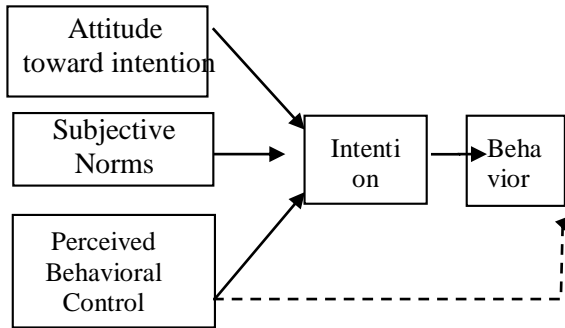 Attitude
toward intention
Subjective
Norms
Perceived
Behavioral
Control
Intenti
on
Beha
vior